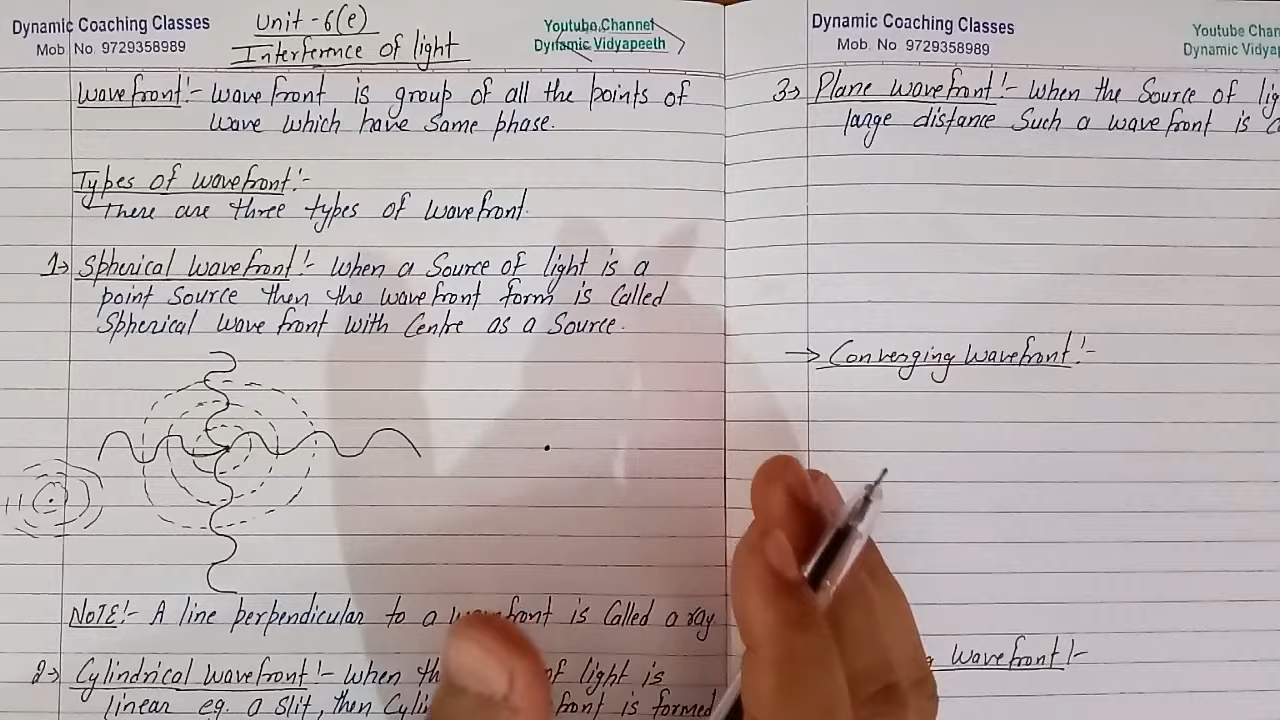 Dynamic Coaching Classes
Mob. No. 9729358989
Unit-6(e)
Interference of light
Youtube Channel
Dynamic Vidyapeeth
Wavefront:- Wavefront is group of all the points of
wave which have same phase.
Types of wavefront:-
There are three types of wavefront.
1→ Spherical wavefront:- When a source of light is a
point source then the wavefront form is called
Spherical wave front with Centre as a Source.
NOTE:- A line perpendicular to a front is called a ray
2→ Cylindrical wavefront:- When of light is
linear eg. a slit, then front is formed
Dynamic Coaching Classes
Mob. No. 9729358989
Youtube
Dynamic
3→ Plane wavefront:- When the Source of
large distance Such a wavefront is
→ Converging Wavefront:-
Wavefront:-